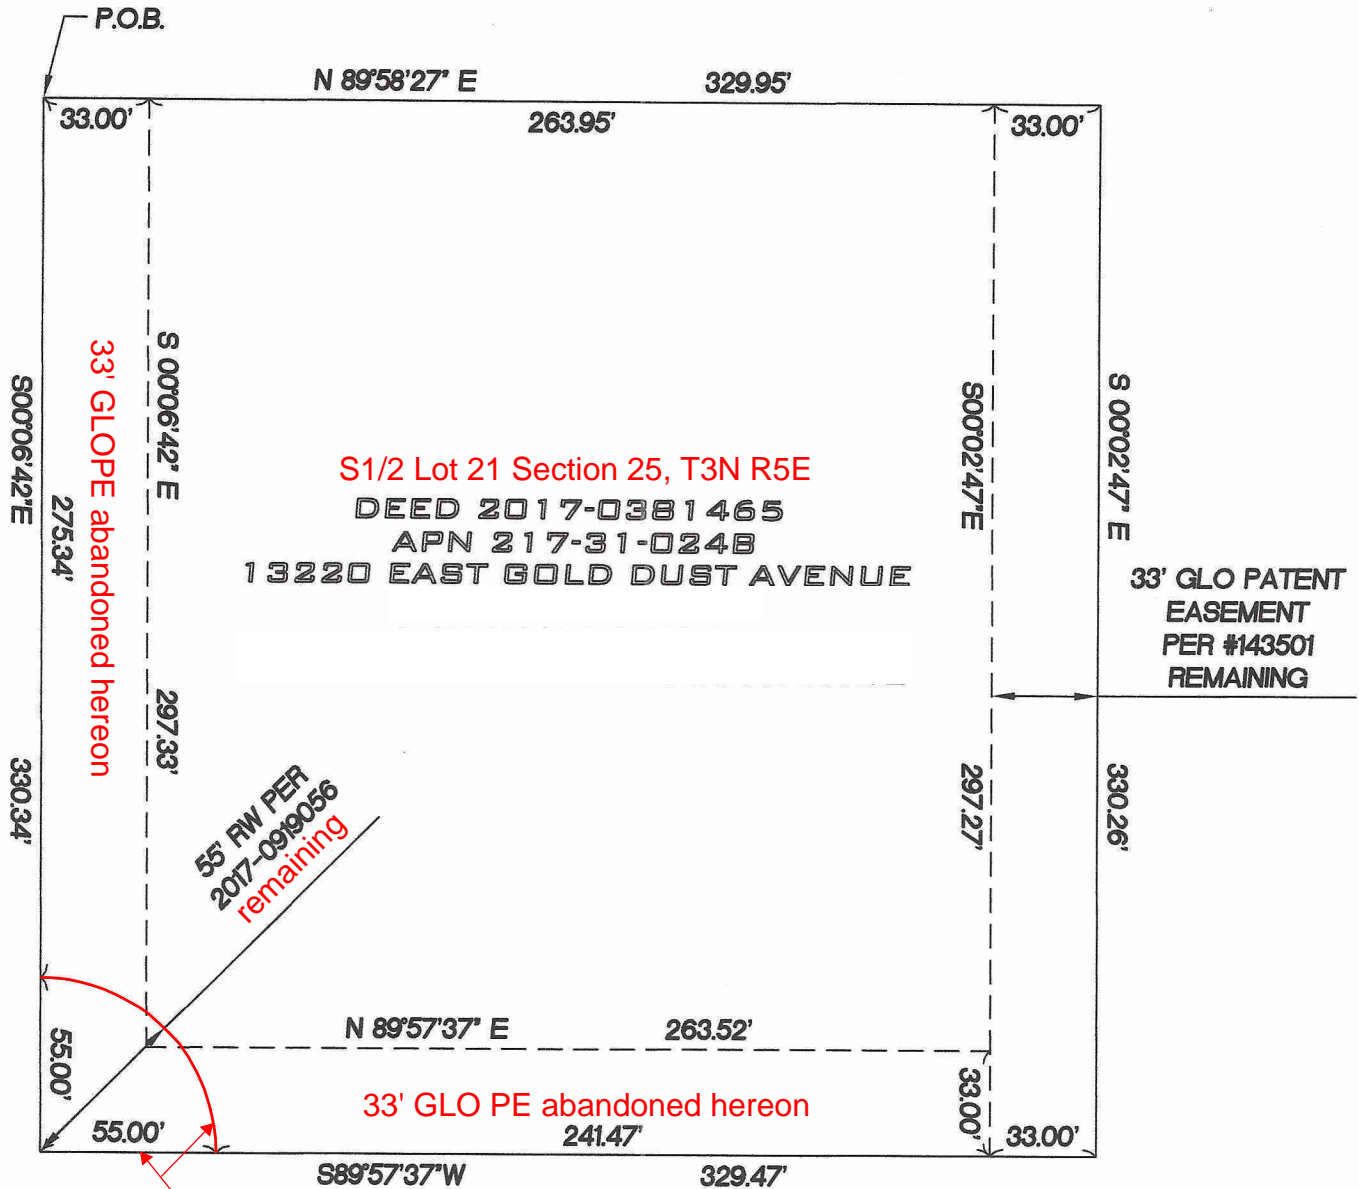 P.O.B.
N 89°58'27" E 329.95'
33.00' 263.95' 33.00'
S00°06'42"E 330.34'
275.34'
33' GLOPE abandoned hereon
S 00°06'42" E 297.33'
S1/2 Lot 21 Section 25, T3N R5E
DEED 2017-0381465
APN 217-31-024B
13220 EAST GOLD DUST AVENUE
S00°02'47"E 297.27'
S 00°02'47" E 330.26'
33' GLO PATENT
EASEMENT
PER #143501
REMAINING
55' RW PER
2017-0919056
remaining
N 89°57'37" E 263.52'
55.00'
33' GLO PE abandoned hereon
33.00'
55.00' 241.47' 33.00'
S89°57'37"W 329.47'